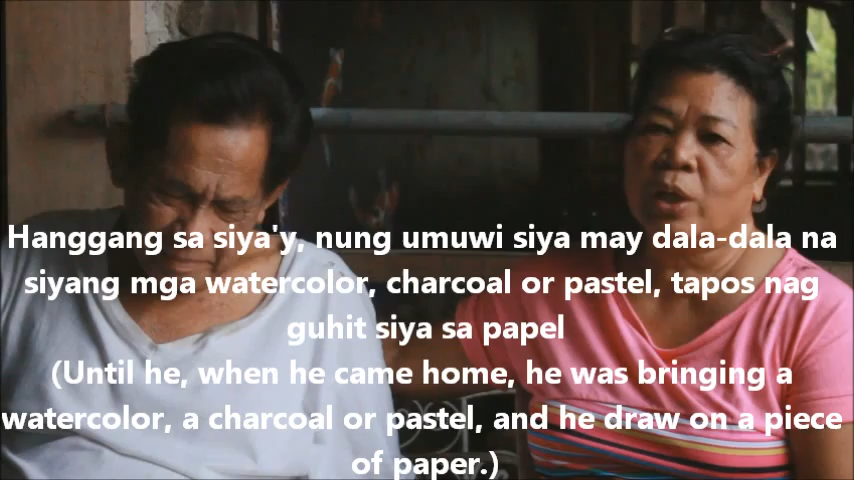 Hanggang sa siya'y, nung umuwi siya may dala-dala na
siyang mga watercolor, charcoal or pastel, tapos nag
guhit siya sa papel
(Until he, when he came home, he was bringing a
watercolor, a charcoal or pastel, and he draw on a piece
of paper.)